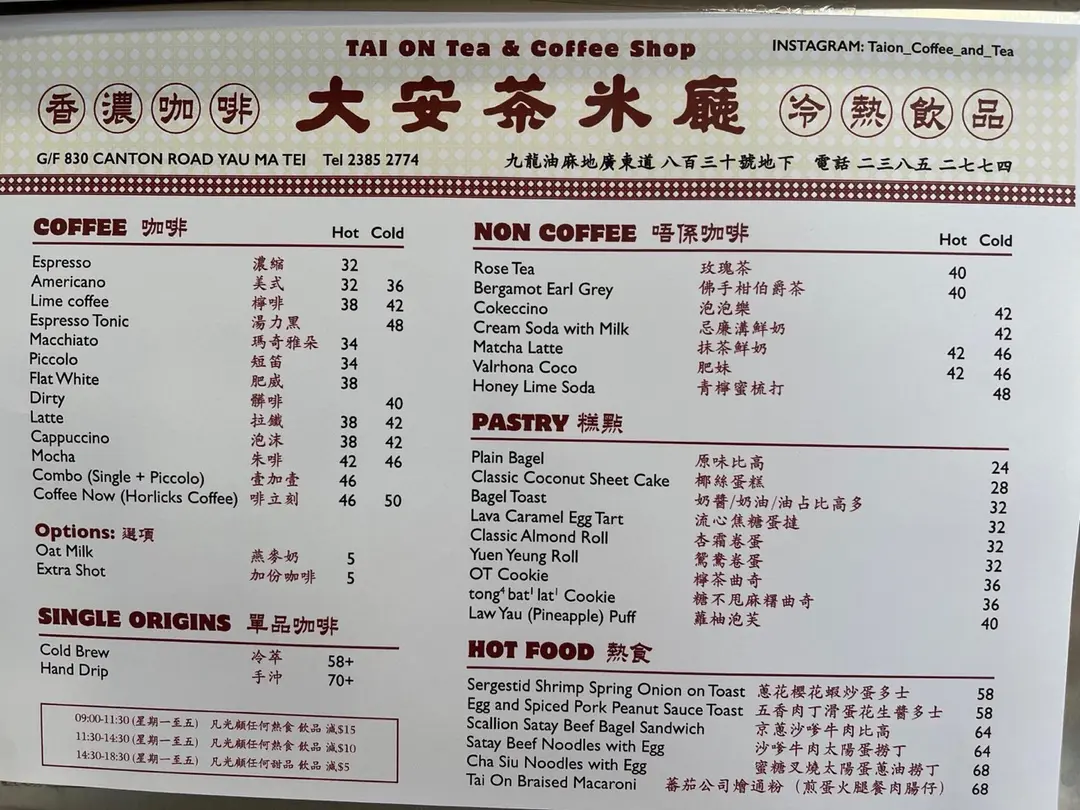 TAI ON Tea & Coffee Shop
INSTAGRAM: Taion_Coffee_and_Tea
香濃咖啡 大安茶氷廳 冷熱飲品
G/F 830 CANTON ROAD YAU MA TEI Tel 2385 2774
九龍油麻地廣東道八百三十號地下 電話 二三八五 二七七四
COFFEE 咖啡 Hot Cold
Espresso 濃縮 32
Americano 美式 32 36
Lime coffee 檸啡 38 42
Espresso Tonic 湯力黑 48
Macchiato 瑪奇雅朵 34
Piccolo 短笛 34
Flat White 肥威 38
Dirty 髒啡 40
Latte 拉鐵 38 42
Cappuccino 泡沫 38 42
Mocha 朱啡 42 46
Combo (Single + Piccolo) 壹加壹 46
Coffee Now (Horlicks Coffee) 啡立刻 46 50
Options: 選項
Oat Milk 燕麥奶 5
Extra Shot 加份咖啡 5
SINGLE ORIGINS 單品咖啡
Cold Brew 冷萃 58+
Hand Drip 手沖 70+
09:00-11:30 (星期一至五) 凡光顧任何熱食 飲品 減$15
11:30-14:30 (星期一至五) 凡光顧任何熱食 飲品 減$10
14:30-18:30 (星期一至五) 凡光顧任何甜品 飲品 減$5
NON COFFEE 唔係咖啡 Hot Cold
Rose Tea 玫瑰茶 40
Bergamot Earl Grey 佛手柑伯爵茶 40
Cokeccino 泡泡樂 42
Cream Soda with Milk 忌廉溝鮮奶 42
Matcha Latte 抹茶鮮奶 42 46
Valrhona Coco 肥妹 42 46
Honey Lime Soda 青檸蜜梳打 48
PASTRY 糕點
Plain Bagel 原味比高 24
Classic Coconut Sheet Cake 椰絲蛋糕 28
Bagel Toast 奶醬/奶油/油占比高多 32
Lava Caramel Egg Tart 流心焦糖蛋撻 32
Classic Almond Roll 杏霜卷蛋 32
Yuen Yeung Roll 鴛鴦卷蛋 32
OT Cookie 檸茶曲奇 36
tong⁴ bat¹ lat¹ Cookie 糖不甩麻糬曲奇 36
Law Yau (Pineapple) Puff 蘿柚泡芙 40
HOT FOOD 熱食
Sergestid Shrimp Spring Onion on Toast 蔥花櫻花蝦炒蛋多士 58
Egg and Spiced Pork Peanut Sauce Toast 五香肉丁滑蛋花生醬多士 58
Scallion Satay Beef Bagel Sandwich 京蔥沙嗲牛肉比高 64
Satay Beef Noodles with Egg 沙嗲牛肉太陽蛋撈丁 64
Cha Siu Noodles with Egg 蜜糖叉燒太陽蛋蔥油撈丁 68
Tai On Braised Macaroni 蕃茄公司燴通粉（煎蛋火腿餐肉腸仔） 68